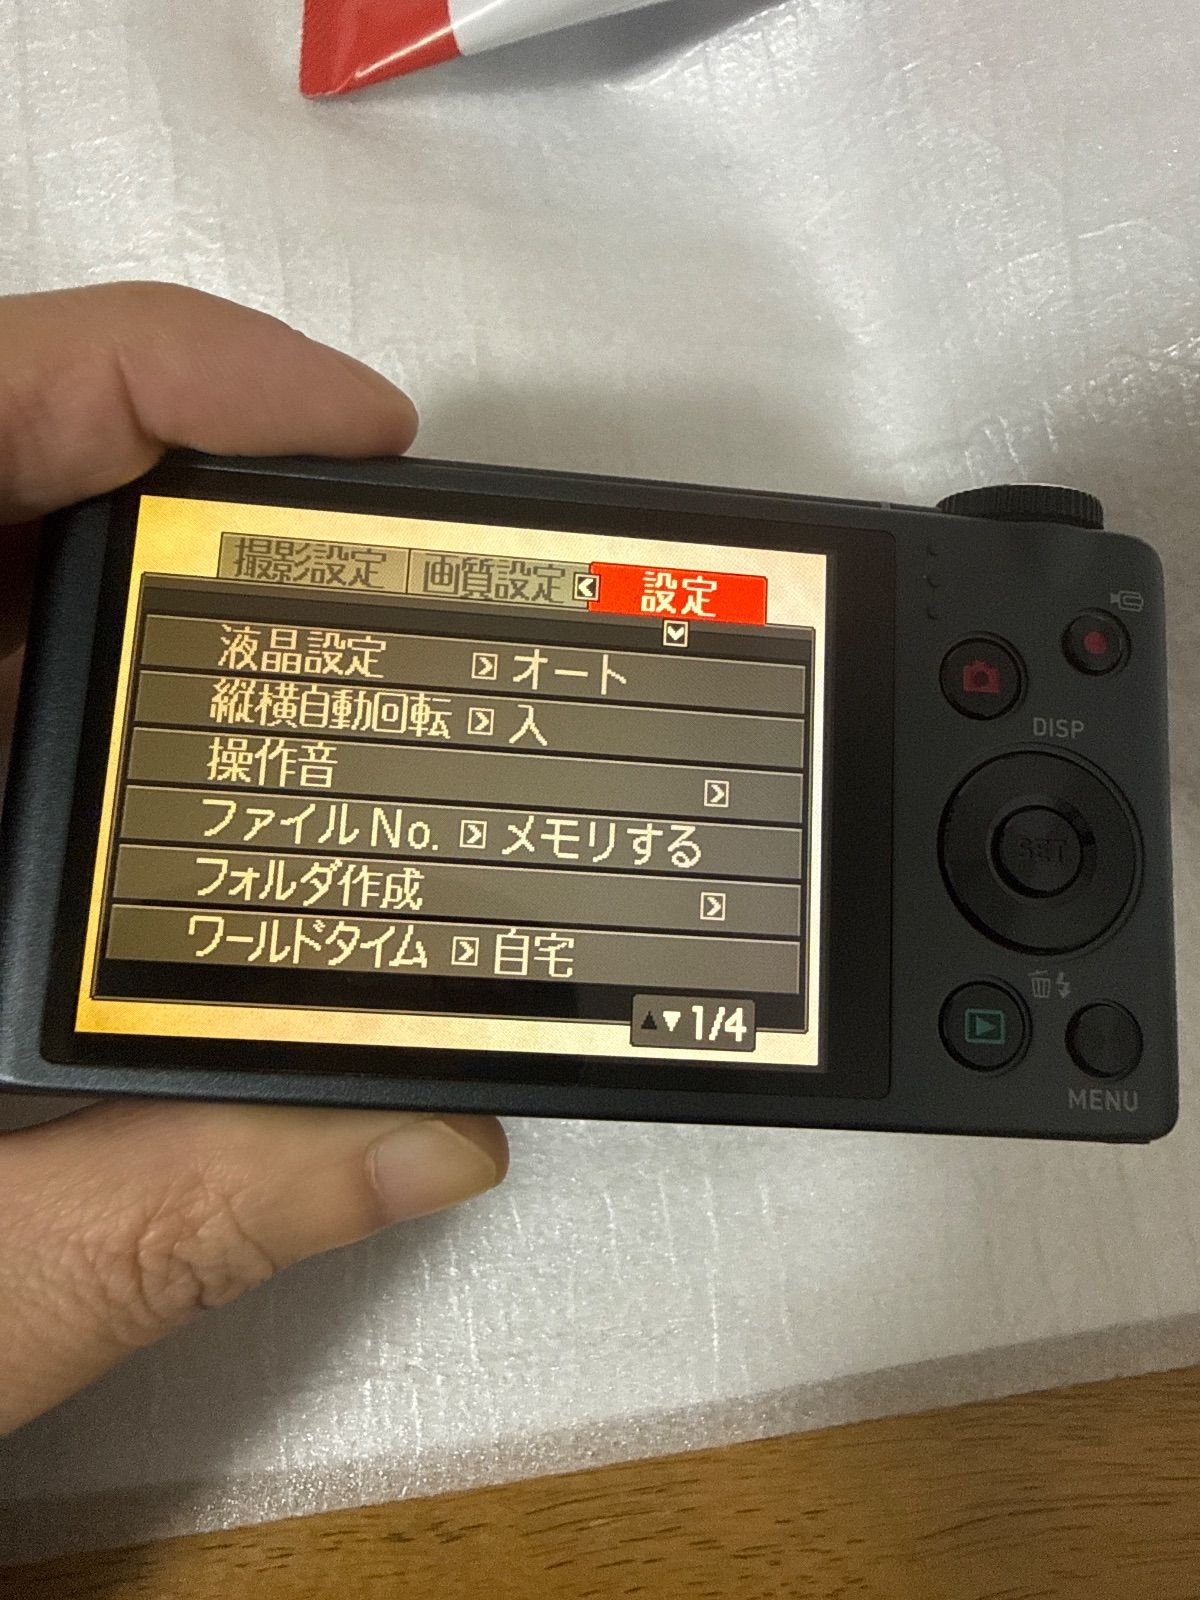 撮影設定 画質設定 設定
液晶設定 オート
縦横自動回転 入
操作音
ファイルNo. メモリする
フォルダ作成
ワールドタイム 自宅
▲▼1/4
DISP
SET
MENU